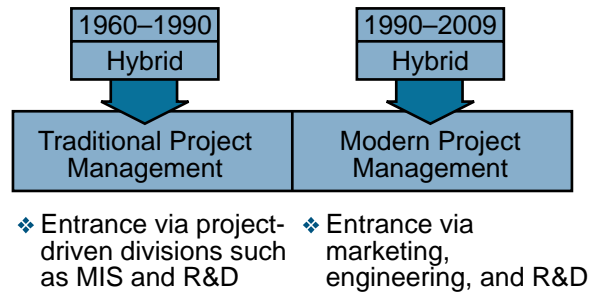 1960–1990
Hybrid
1990–2009
Hybrid
Traditional Project
Management
Modern Project
Management
❖ Entrance via project-
driven divisions such
as MIS and R&D
❖ Entrance via
marketing,
engineering, and R&D